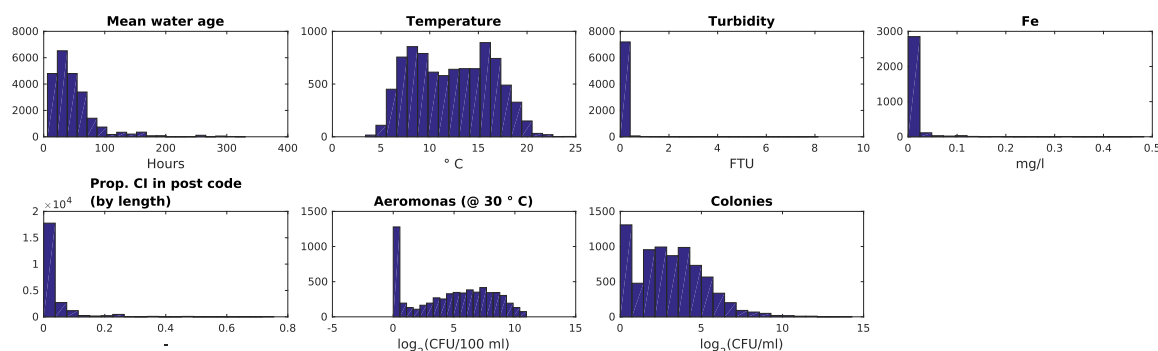 Mean water age
Temperature
Turbidity
Fe
8000
6000
4000
2000
0
0 100 200 300 400
Hours
1000
500
0
0 5 10 15 20 25
° C
8000
6000
4000
2000
0
0 2 4 6 8 10
FTU
3000
2000
1000
0
0 0.1 0.2 0.3 0.4 0.5
mg/l
Prop. CI in post code
(by length)
Aeromonas (@ 30 ° C)
Colonies
×10⁴
2
1.5
1
0.5
0
0 0.2 0.4 0.6 0.8
-
1500
1000
500
0
-5 0 5 10 15
log₂(CFU/100 ml)
1500
1000
500
0
0 5 10 15
log₂(CFU/ml)